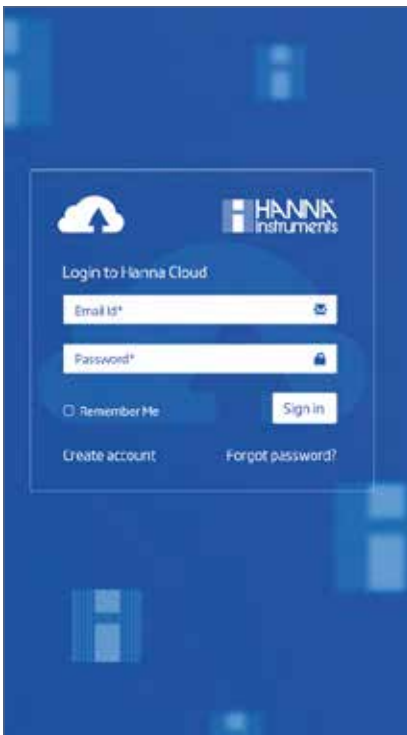 HANNA
instruments
Login to Hanna Cloud
Email Id*
Password*
Remember Me
Sign in
Create account
Forgot password?